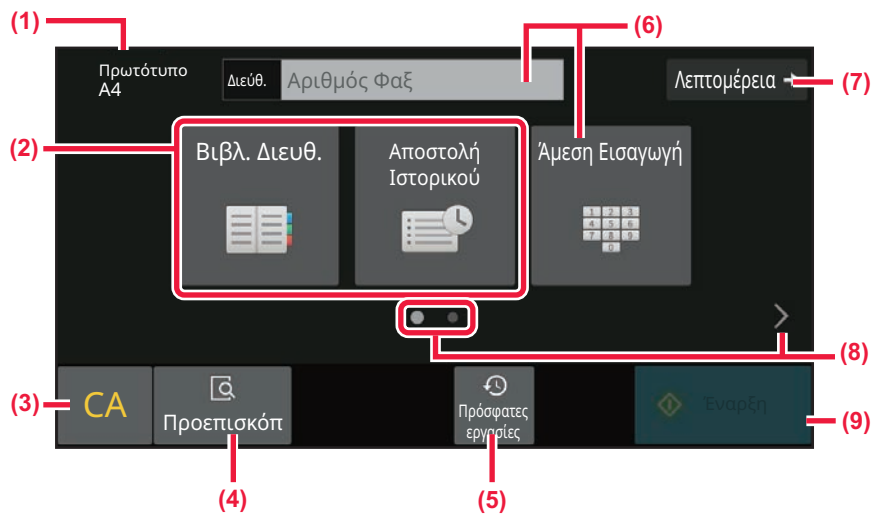 (1)
(6)
Πρωτότυπο
A4
Διεύθ.
Αριθμός Φαξ
Λεπτομέρεια
(7)
(2)
Βιβλ. Διευθ.
Αποστολή
Ιστορικού
Άμεση Εισαγωγή
1 2 3
4 5 6
7 8 9
0
(8)
(3)
CA
Προεπισκόπ
Πρόσφατες
εργασίες
Έναρξη
(9)
(4)
(5)